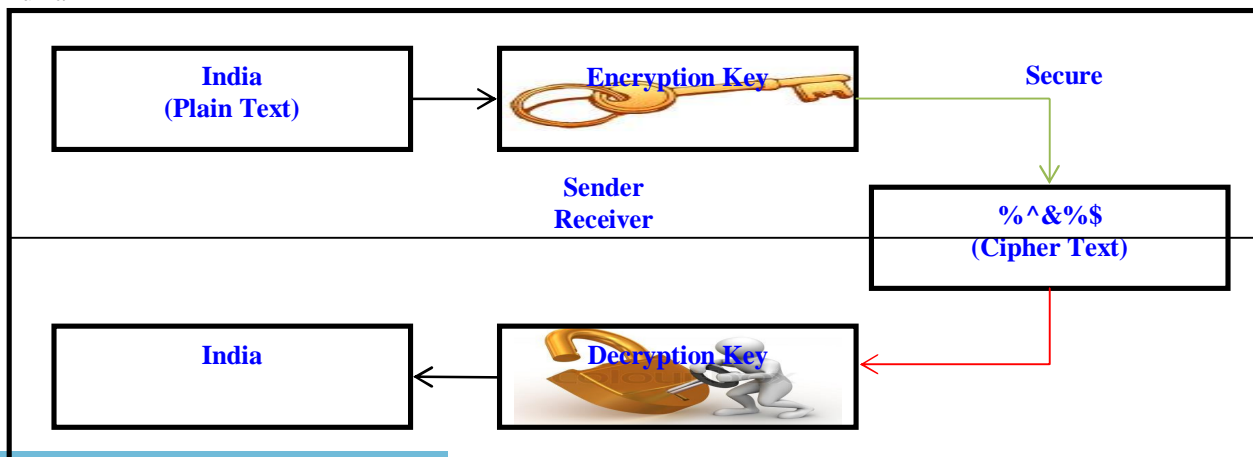 India
(Plain Text)
Encryption Key
Secure
Sender
Receiver
%^&%$
(Cipher Text)
India
Decryption Key